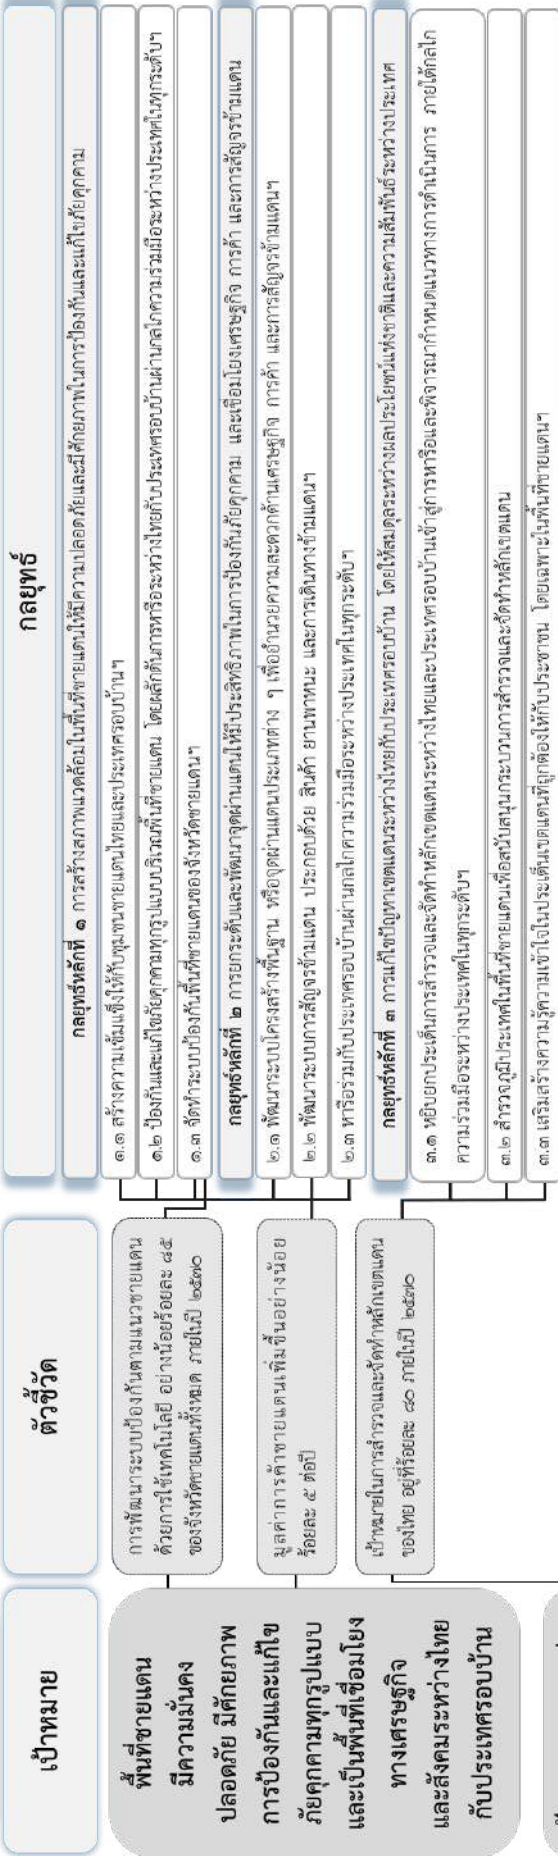 เป้าหมาย
ตัวชี้วัด
กลยุทธ์
พื้นที่ชายแดน
มีความมั่นคง
ปลอดภัย มีศักยภาพ
การป้องกันและแก้ไข
ภัยคุกคามทุกรูปแบบ
และเป็นพื้นที่เชื่อมโยง
ทางเศรษฐกิจ
และสังคมระหว่างไทย
กับประเทศรอบบ้าน
การพัฒนาระบบป้องกันตามแนวชายแดน
ด้วยการใช้เทคโนโลยี อย่างน้อยร้อยละ ๘๕
ของจังหวัดชายแดนทั้งหมด ภายในปี ๒๕๗๐
มูลค่าการค้าชายแดนเพิ่มขึ้นอย่างน้อย
ร้อยละ ๕ ต่อปี
เป้าหมายในการสำรวจและจัดทำหลักเขตแดน
ของไทย อยู่ที่ร้อยละ ๘๐ ภายในปี ๒๕๗๐
กลยุทธ์หลักที่ ๑ การสร้างสภาพแวดล้อมในพื้นที่ชายแดนให้มีความปลอดภัยและมีศักยภาพในการป้องกันและแก้ไขภัยคุกคาม
๑.๑ สร้างความเข้มแข็งให้กับชุมชนชายแดนไทยและประเทศรอบบ้านฯ
๑.๒ ป้องกันและแก้ไขภัยคุกคามทุกรูปแบบบริเวณพื้นที่ชายแดน โดยผลักดันการหารือระหว่างไทยกับประเทศรอบบ้านผ่านกลไกความร่วมมือระหว่างประเทศในทุกระดับฯ
๑.๓ จัดทำระบบป้องกันพื้นที่ชายแดนของจังหวัดชายแดนฯ
กลยุทธ์หลักที่ ๒ การยกระดับและพัฒนาจุดผ่านแดนให้มีประสิทธิภาพในการป้องกันภัยคุกคาม และเชื่อมโยงเศรษฐกิจ การค้า และการสัญจรข้ามแดน
๒.๑ พัฒนาระบบโครงสร้างพื้นฐาน หรือจุดผ่านแดนประเภทต่าง ๆ เพื่ออำนวยความสะดวกด้านเศรษฐกิจ การค้า และการสัญจรข้ามแดนฯ
๒.๒ พัฒนาระบบการสัญจรข้ามแดน ประกอบด้วย สินค้า ยานพาหนะ และการเดินทางข้ามแดนฯ
๒.๓ หารือร่วมกับประเทศรอบบ้านผ่านกลไกความร่วมมือระหว่างประเทศในทุกระดับฯ
กลยุทธ์หลักที่ ๓ การแก้ไขปัญหาเขตแดนระหว่างไทยกับประเทศรอบบ้าน โดยให้สมดุลระหว่างผลประโยชน์แห่งชาติและความสัมพันธ์ระหว่างประเทศ
๓.๑ หยิบยกประเด็นการสำรวจและจัดทำหลักเขตแดนระหว่างไทยและประเทศรอบบ้านเข้าสู่การหารือและพิจารณากำหนดแนวทางการดำเนินการ ภายใต้กลไก
ความร่วมมือระหว่างประเทศในทุกระดับฯ
๓.๒ สำรวจภูมิประเทศในพื้นที่ชายแดนเพื่อสนับสนุนกระบวนการสำรวจและจัดทำหลักเขตแดน
๓.๓ เสริมสร้างความรู้ความเข้าใจในประเด็นเขตแดนที่ถูกต้องให้กับประชาชน โดยเฉพาะในพื้นที่ชายแดนฯ